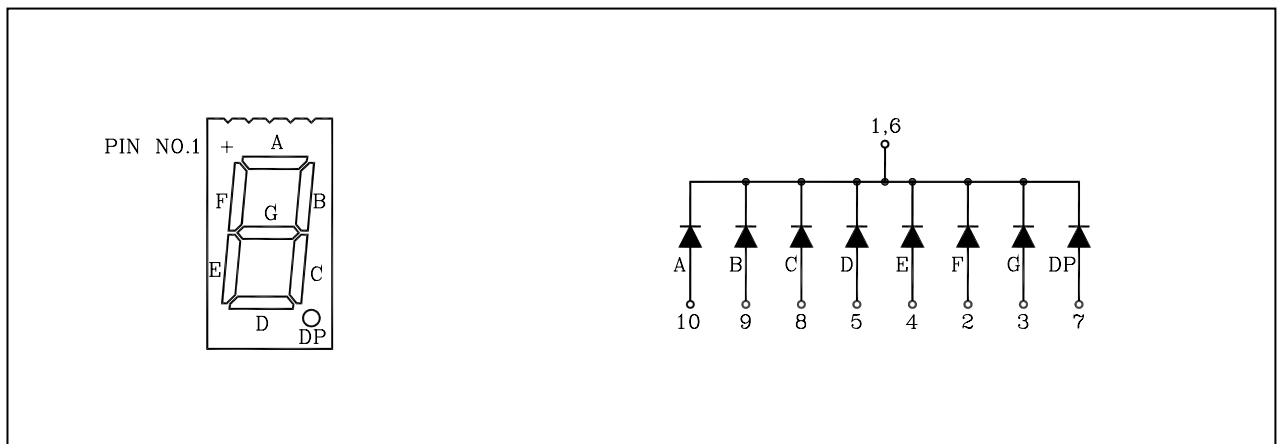 PIN NO.1 + A
F B
G
E C
D
DP
1,6
A B C D E F G DP
10 9 8 5 4 2 3 7